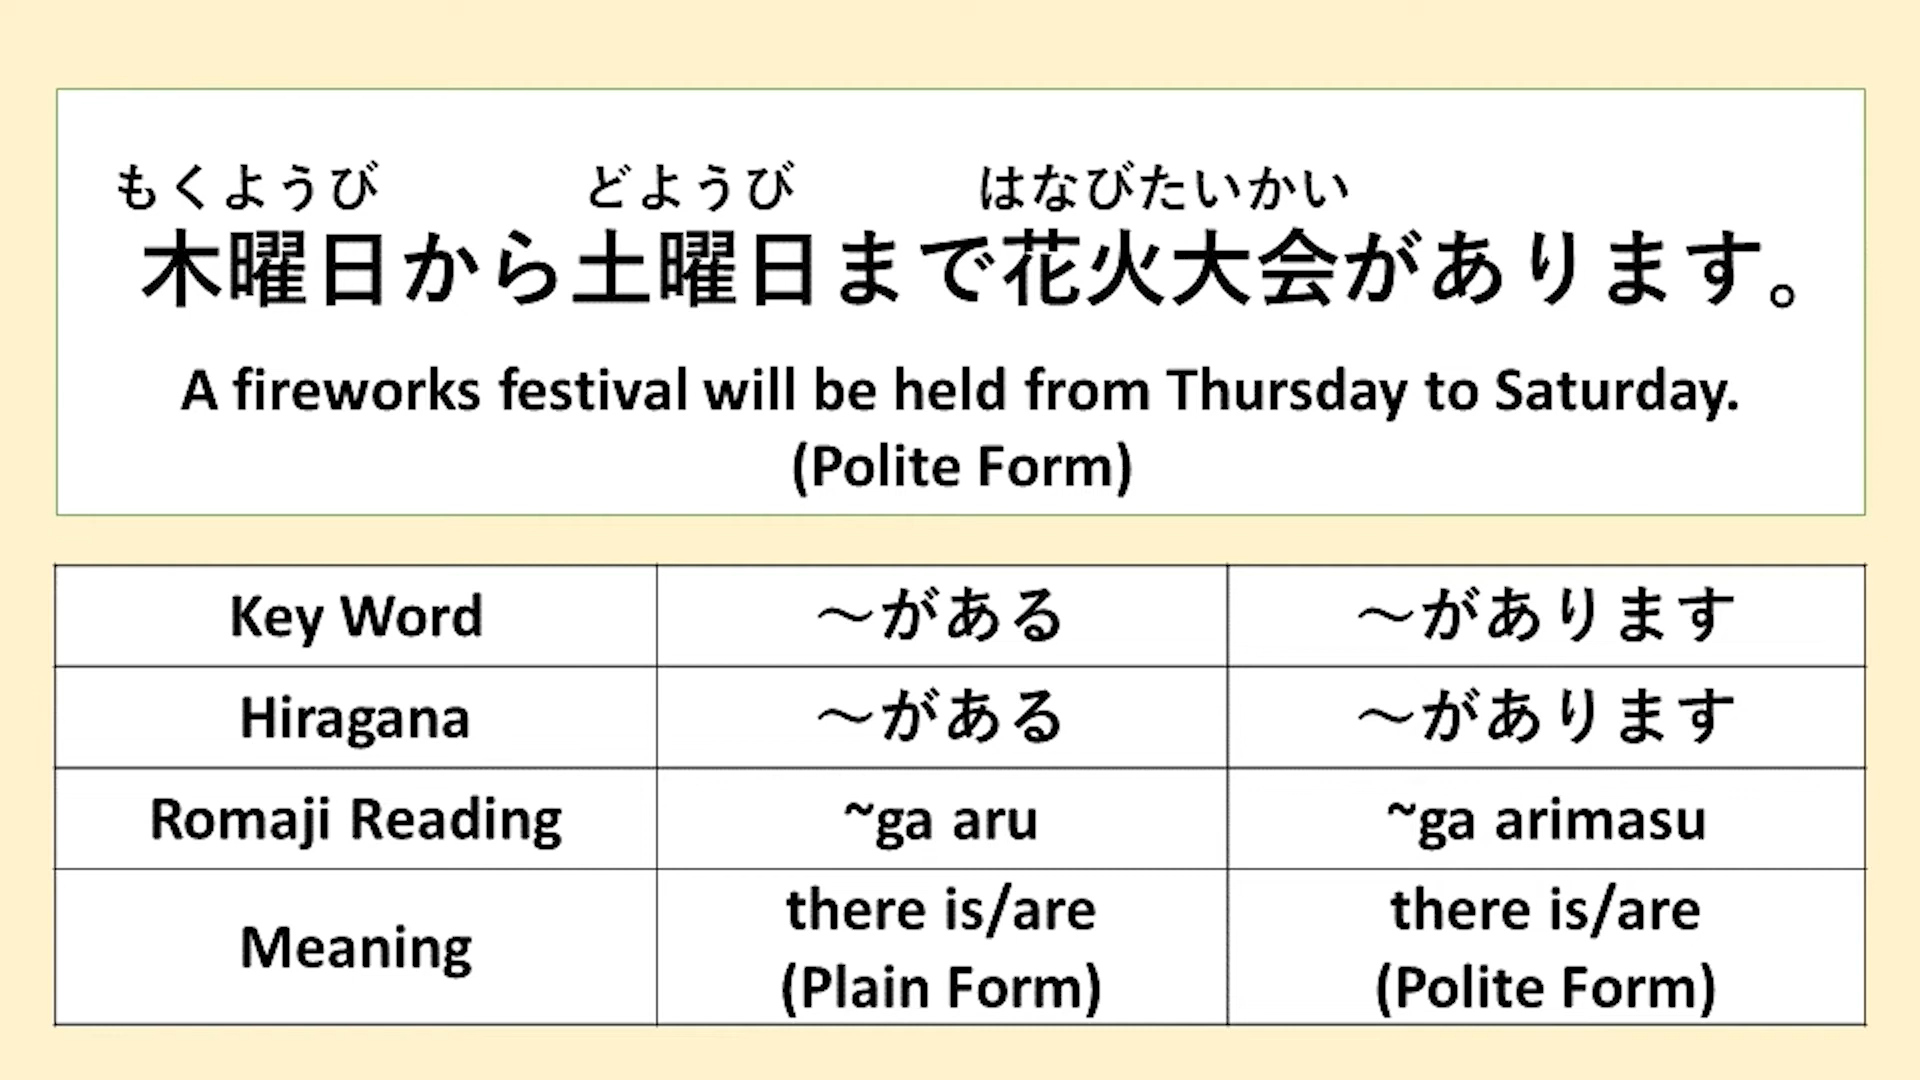 もくようび どようび はなびたいかい
木曜日から土曜日まで花火大会があります。
A fireworks festival will be held from Thursday to Saturday.
(Polite Form)
Key Word ～がある ～があります
Hiragana ～がある ～があります
Romaji Reading ~ga aru ~ga arimasu
Meaning there is/are (Plain Form) there is/are (Polite Form)